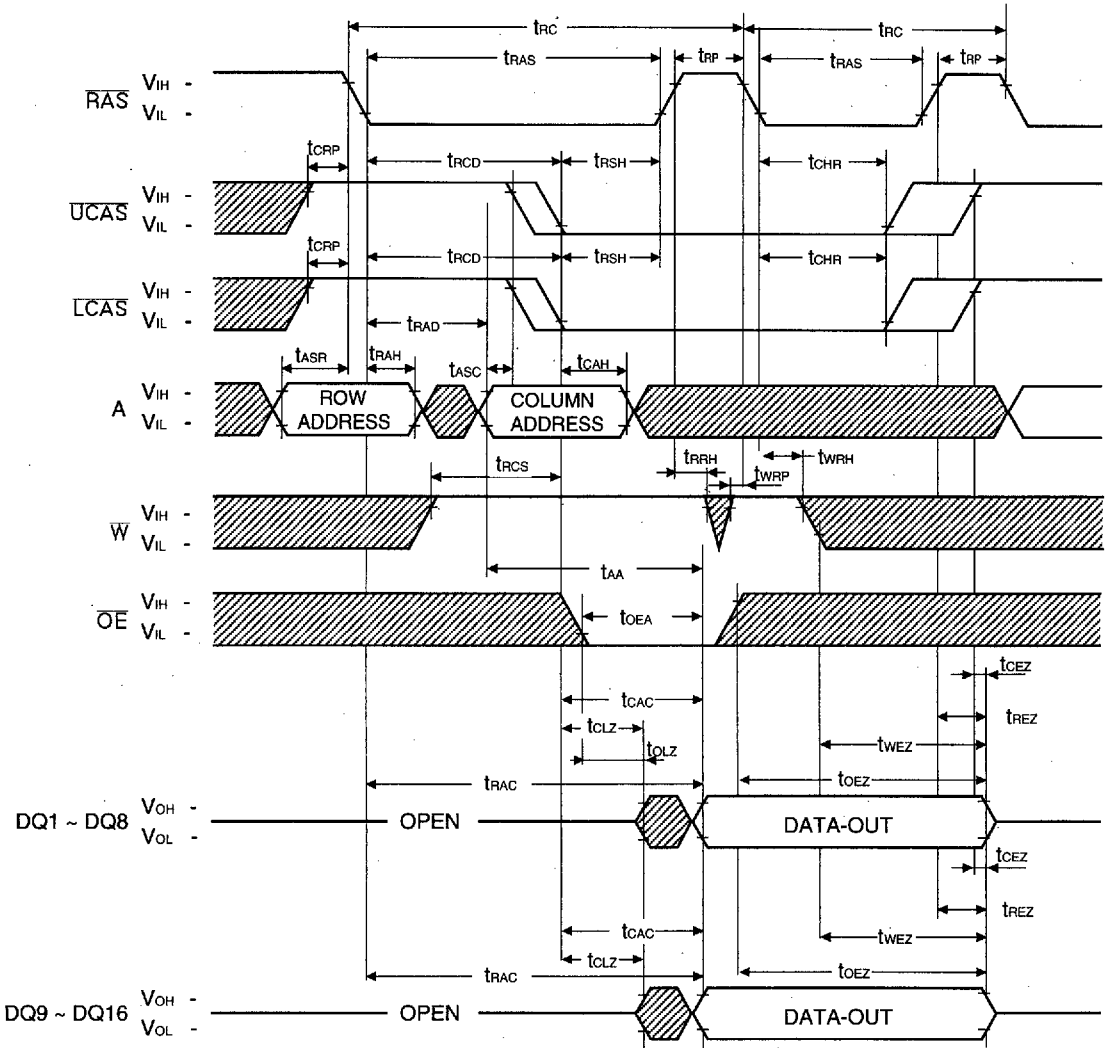 tRC tRC
tRAS tRP tRAS tRP
RAS VIH -
VIL -
tCRP tRCD tRSH tCHR
UCAS VIH -
VIL -
tCRP tRCD tRSH tCHR
LCAS VIH -
VIL -
tRAD
tASR tRAH tASC tCAH
A VIH -
VIL -
ROW
ADDRESS
COLUMN
ADDRESS
tRCS tRRH tWRP tWRH
W VIH -
VIL -
tAA
OE VIH -
VIL -
tOEA
tCEZ
tCAC tREZ
tCLZ tWEZ
tOLZ
tRAC tOEZ
DQ1 ~ DQ8 VOH -
VOL -
OPEN DATA-OUT
tCEZ
tREZ
tCAC tWEZ
tCLZ
tRAC tOEZ
DQ9 ~ DQ16 VOH -
VOL -
OPEN DATA-OUT